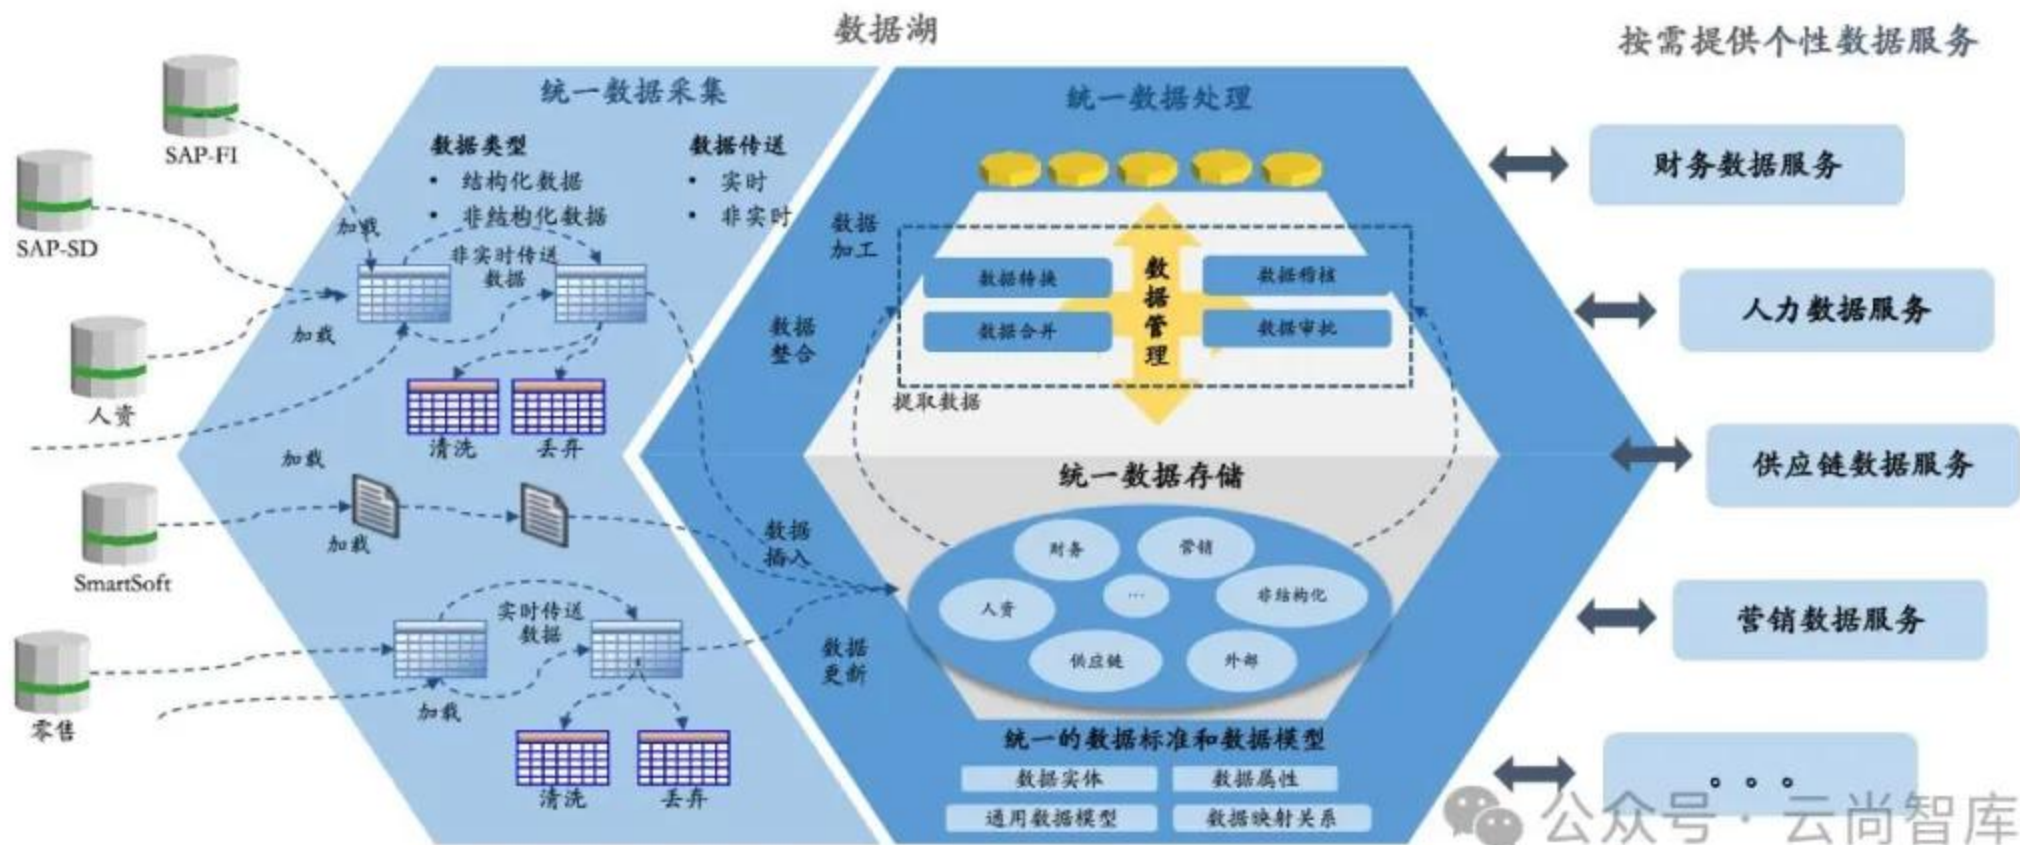 数据湖
按需提供个性数据服务
统一数据采集
统一数据处理
SAP-FI
SAP-SD
人资
SmartSoft
零售
数据类型
• 结构化数据
• 非结构化数据
数据传送
• 实时
• 非实时
加载
加载
加载
加载
加载
非实时传送
数据
清洗
丢弃
实时传送
数据
清洗
丢弃
数据
加工
数据
整合
数据
插入
数据
更新
数据转换
数据合并
数据管理
数据稽核
数据审批
提取数据
统一数据存储
财务
营销
人资
...
非结构化
供应链
外部
统一的数据标准和数据模型
数据实体
数据属性
通用数据模型
数据映射关系
财务数据服务
人力数据服务
供应链数据服务
营销数据服务
。。。
公众号 · 云尚智库